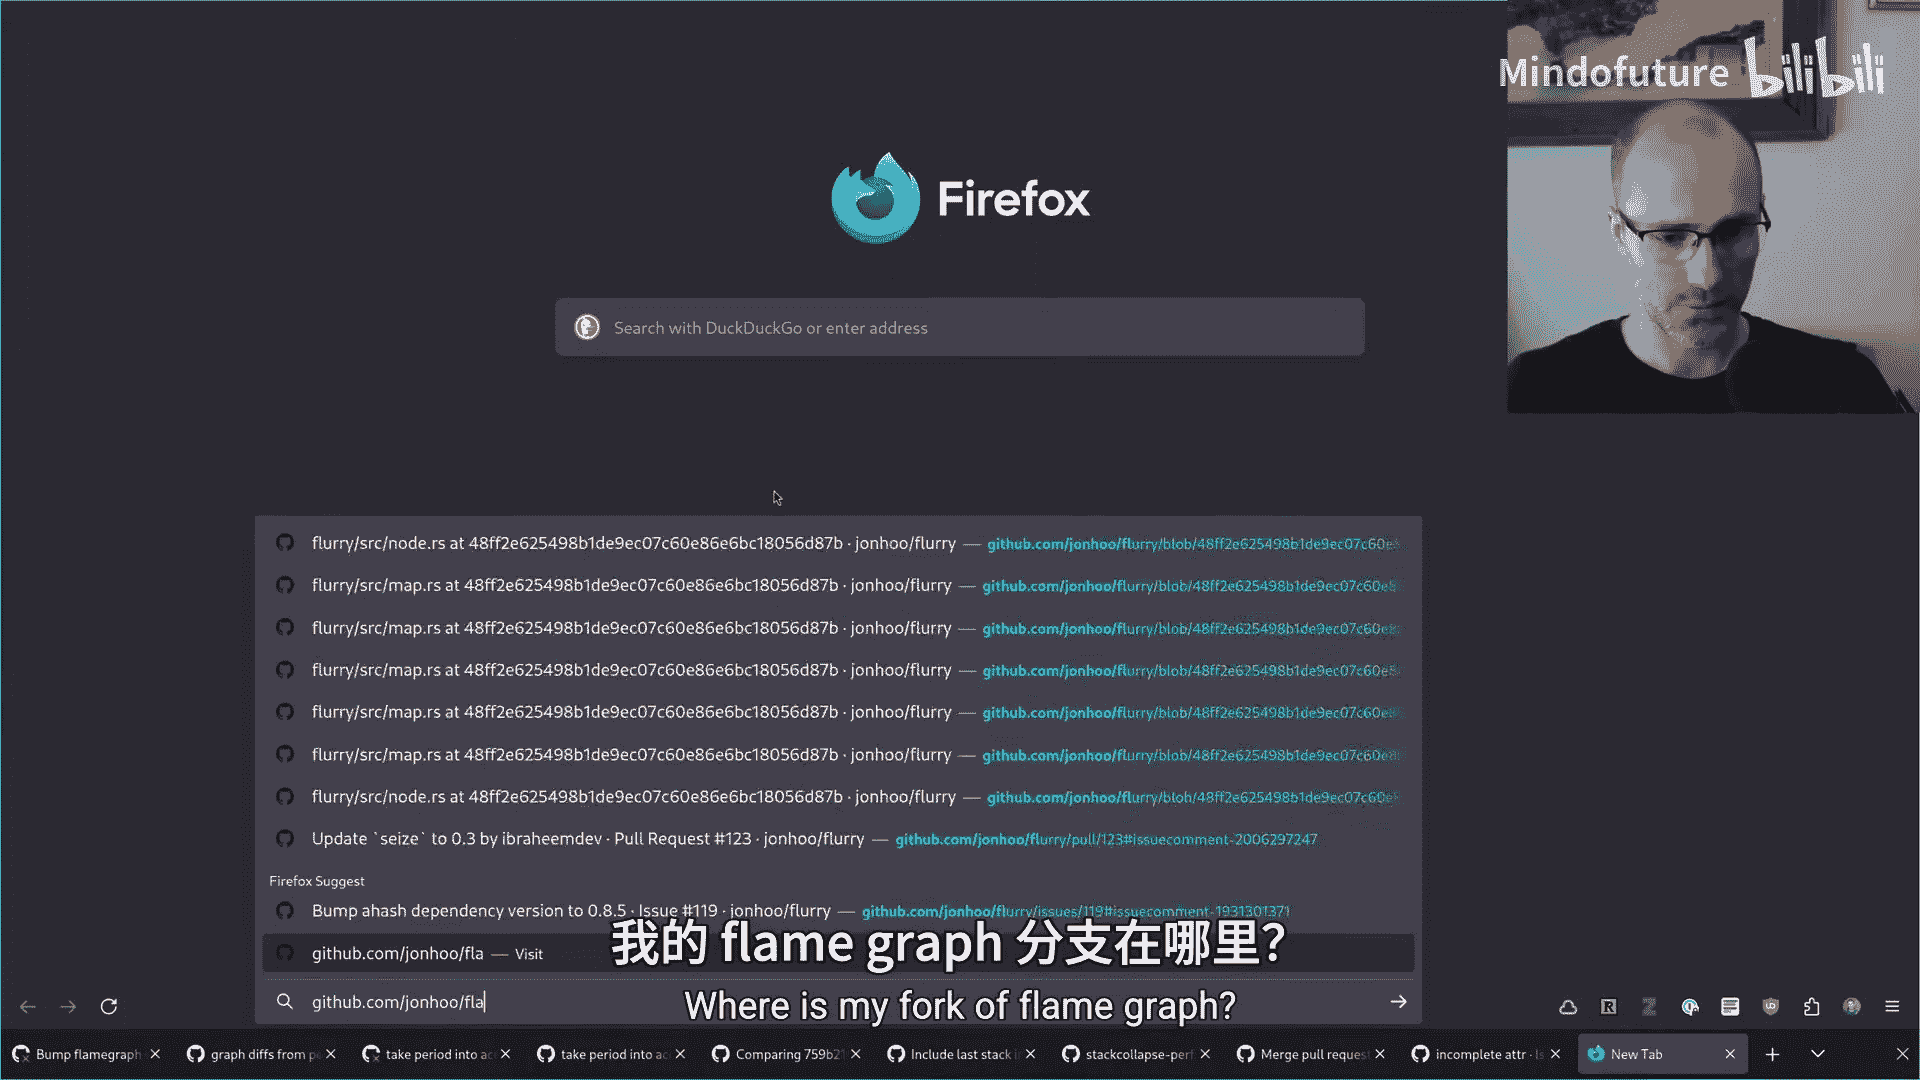 Mindofuture bilibili
Firefox
Search with DuckDuckGo or enter address
flurry/src/node.rs at 48ff2e625498b1de9ec07c60e86e6bc18056d87b · jonhoo/flurry — github.com/jonhoo/flurry/blob/48ff2e625498b1de9ec07c60e
flurry/src/map.rs at 48ff2e625498b1de9ec07c60e86e6bc18056d87b · jonhoo/flurry — github.com/jonhoo/flurry/blob/48ff2e625498b1de9ec07c60e
flurry/src/map.rs at 48ff2e625498b1de9ec07c60e86e6bc18056d87b · jonhoo/flurry — github.com/jonhoo/flurry/blob/48ff2e625498b1de9ec07c60e
flurry/src/map.rs at 48ff2e625498b1de9ec07c60e86e6bc18056d87b · jonhoo/flurry — github.com/jonhoo/flurry/blob/48ff2e625498b1de9ec07c60e
flurry/src/map.rs at 48ff2e625498b1de9ec07c60e86e6bc18056d87b · jonhoo/flurry — github.com/jonhoo/flurry/blob/48ff2e625498b1de9ec07c60e
flurry/src/map.rs at 48ff2e625498b1de9ec07c60e86e6bc18056d87b · jonhoo/flurry — github.com/jonhoo/flurry/blob/48ff2e625498b1de9ec07c60e
flurry/src/node.rs at 48ff2e625498b1de9ec07c60e86e6bc18056d87b · jonhoo/flurry — github.com/jonhoo/flurry/blob/48ff2e625498b1de9ec07c60e
Update `seize` to 0.3 by ibraheemdev · Pull Request #123 · jonhoo/flurry — github.com/jonhoo/flurry/pull/123#issuecomment-2006297247
Firefox Suggest
Bump ahash dependency version to 0.8.5 · Issue #119 · jonhoo/flurry — github.com/jonhoo/flurry/issues/119#issuecomment-1931301371
github.com/jonhoo/fla — Visit
我的 flame graph 分支在哪里？
github.com/jonhoo/fla
Where is my fork of flame graph?
Bump flamegraph
graph diffs from p
take period into ac
take period into ac
Comparing 759b21
Include last stack i
stackcollapse-perf
Merge pull reques
incomplete attr · ls
New Tab